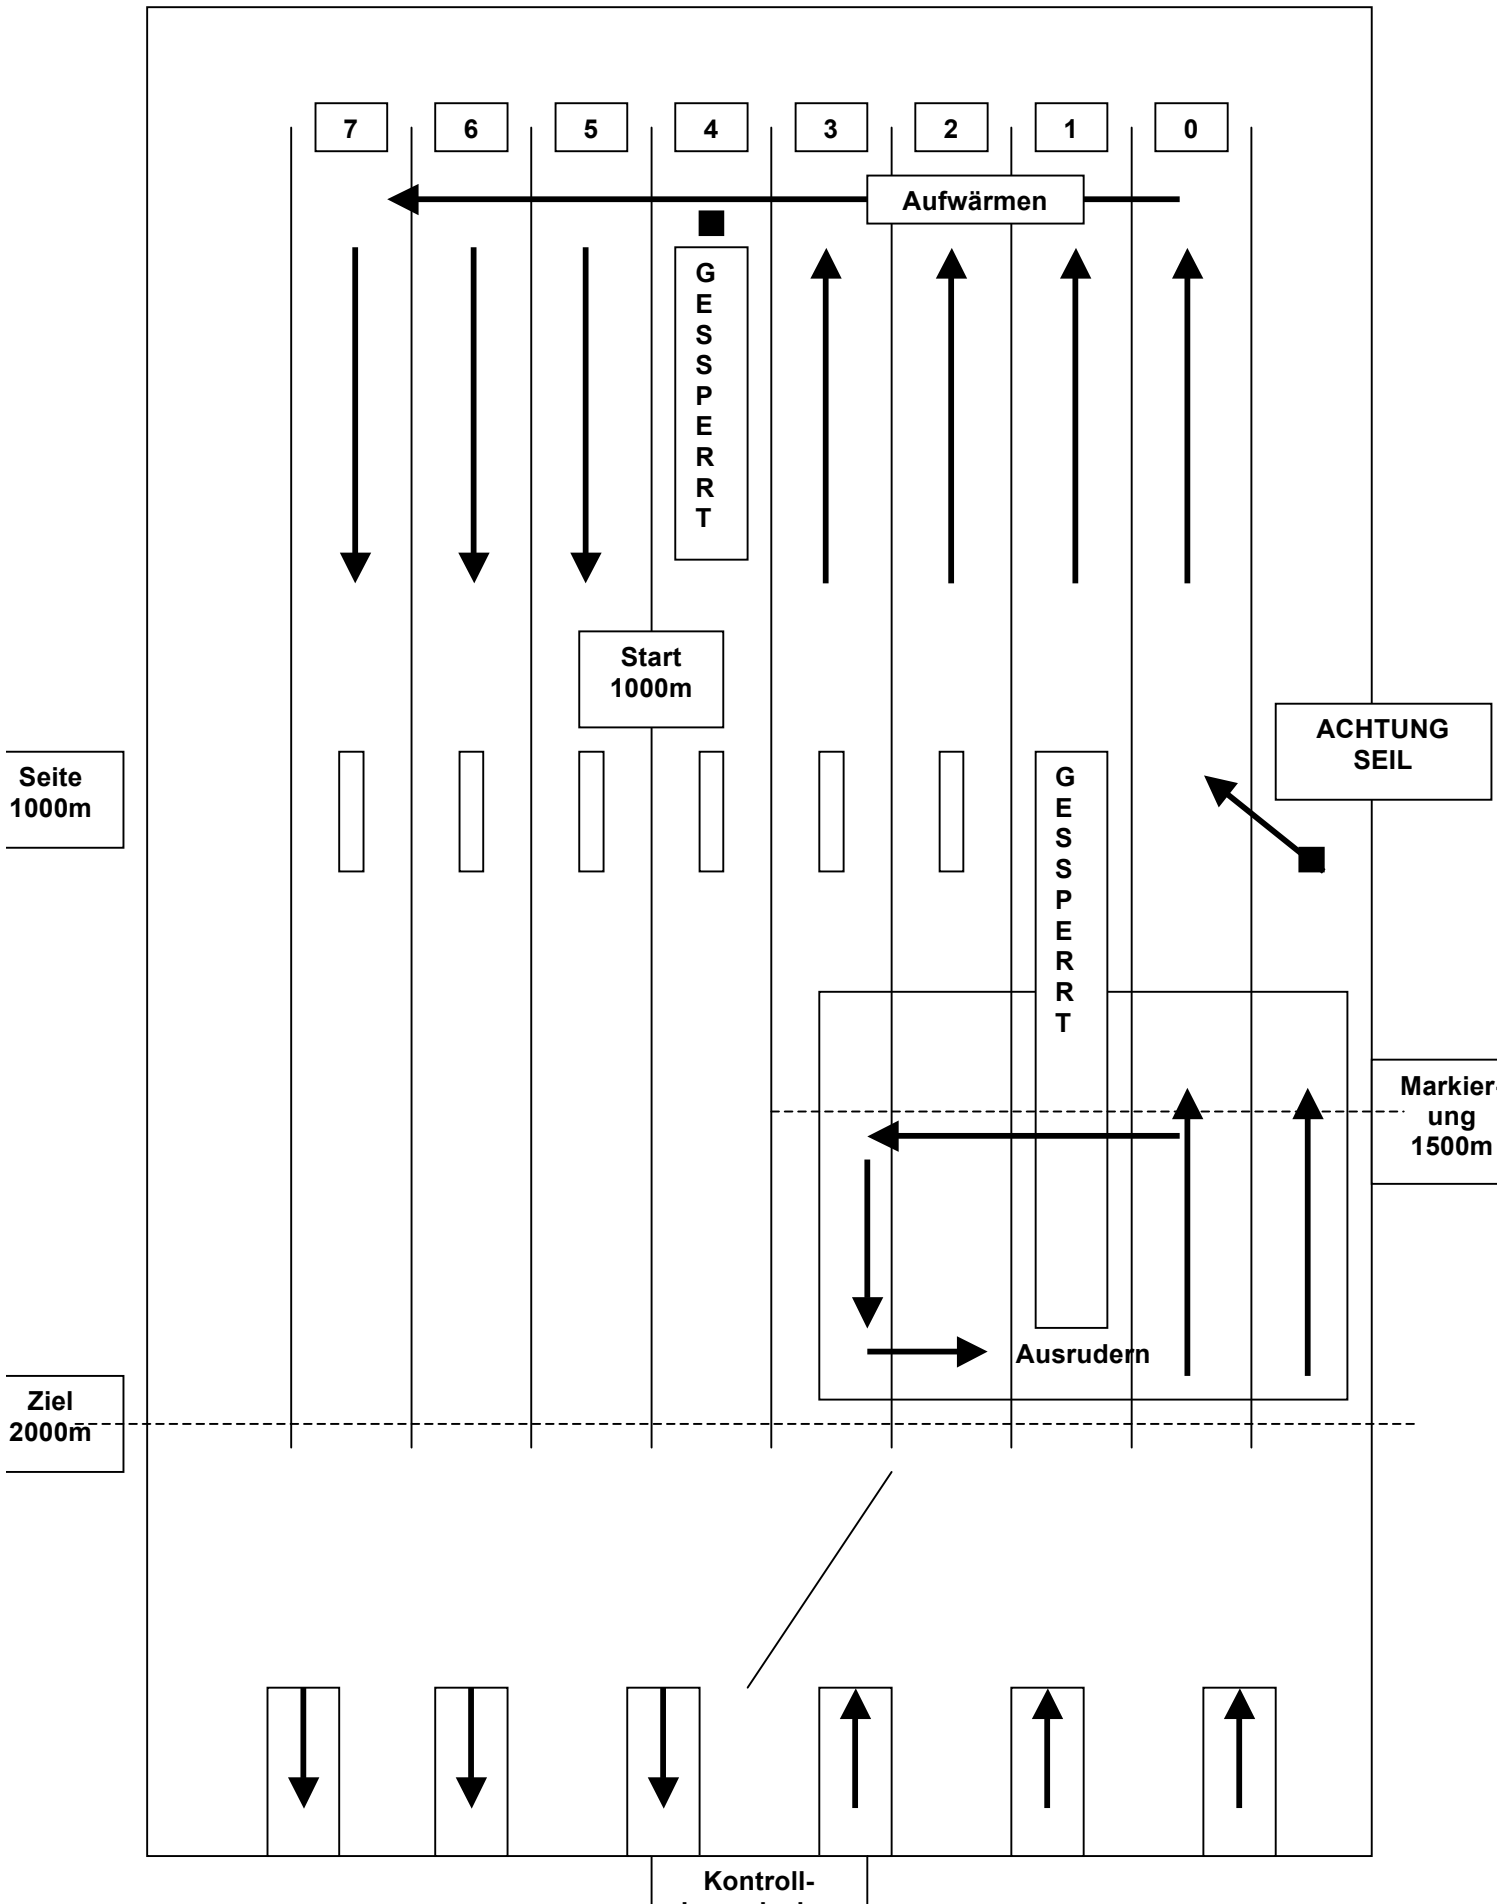 7 6 5 4 3 2 1 0
Aufwärmen
G
E
S
S
P
E
R
R
T
Start
1000m
ACHTUNG
SEIL
Seite
1000m
G
E
S
S
P
E
R
R
T
Markier-
ung
1500m
Ausrudern
Ziel
2000m
Kontroll-